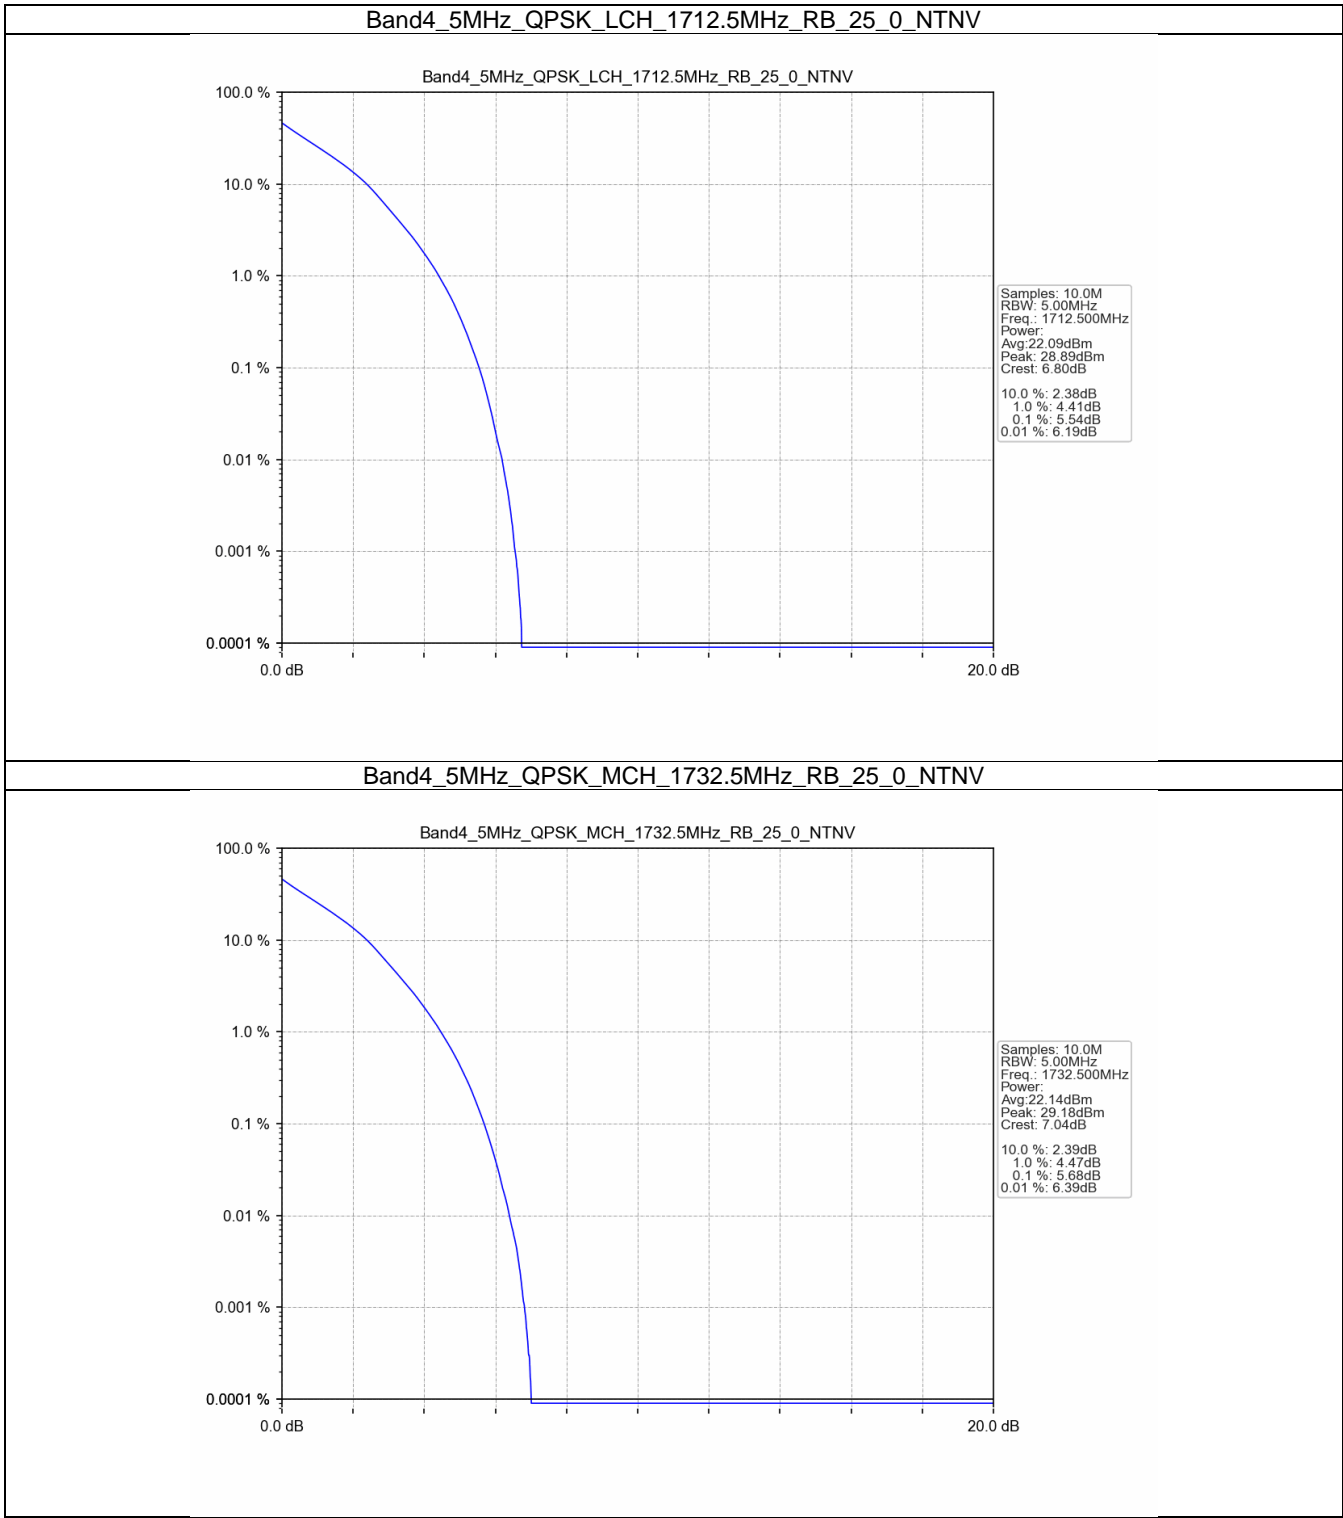 Band4_5MHz_QPSK_LCH_1712.5MHz_RB_25_0_NTNV
Band4_5MHz_QPSK_LCH_1712.5MHz_RB_25_0_NTNV
100.0 %
10.0 %
1.0 %
0.1 %
0.01 %
0.001 %
0.0001 %
0.0 dB
20.0 dB
Samples: 10.0M
RBW: 5.00MHz
Freq.: 1712.500MHz
Power:
Avg:22.09dBm
Peak: 28.89dBm
Crest: 6.80dB
10.0 %: 2.38dB
1.0 %: 4.41dB
0.1 %: 5.54dB
0.01 %: 6.19dB
Band4_5MHz_QPSK_MCH_1732.5MHz_RB_25_0_NTNV
Band4_5MHz_QPSK_MCH_1732.5MHz_RB_25_0_NTNV
100.0 %
10.0 %
1.0 %
0.1 %
0.01 %
0.001 %
0.0001 %
0.0 dB
20.0 dB
Samples: 10.0M
RBW: 5.00MHz
Freq.: 1732.500MHz
Power:
Avg:22.14dBm
Peak: 29.18dBm
Crest: 7.04dB
10.0 %: 2.39dB
1.0 %: 4.47dB
0.1 %: 5.68dB
0.01 %: 6.39dB